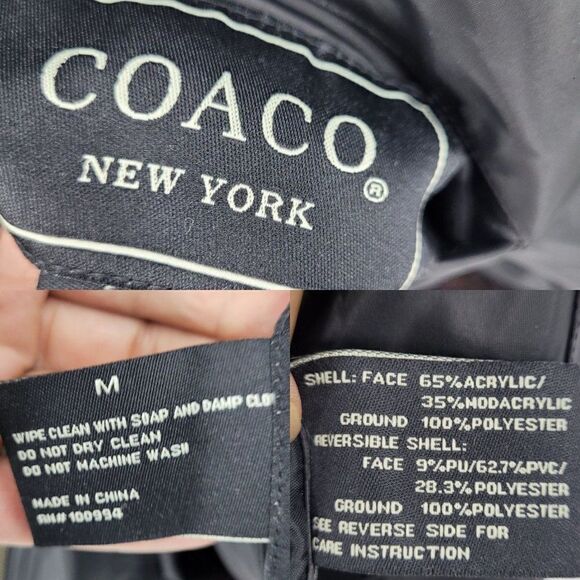 COACO
NEW YORK
®
M
WIPE CLEAN WITH SOAP AND DAMP CLO
DO NOT DRY CLEAN
DO NOT MACHINE WASH
MADE IN CHINA
RN# 100994
SHELL: FACE 65%ACRYLIC/
35%MODACRYLIC
GROUND 100%POLYESTER
REVERSIBLE SHELL:
FACE 9%PU/62.7%PVC/
28.3%POLYESTER
GROUND 100%POLYESTER
SEE REVERSE SIDE FOR
CARE INSTRUCTION